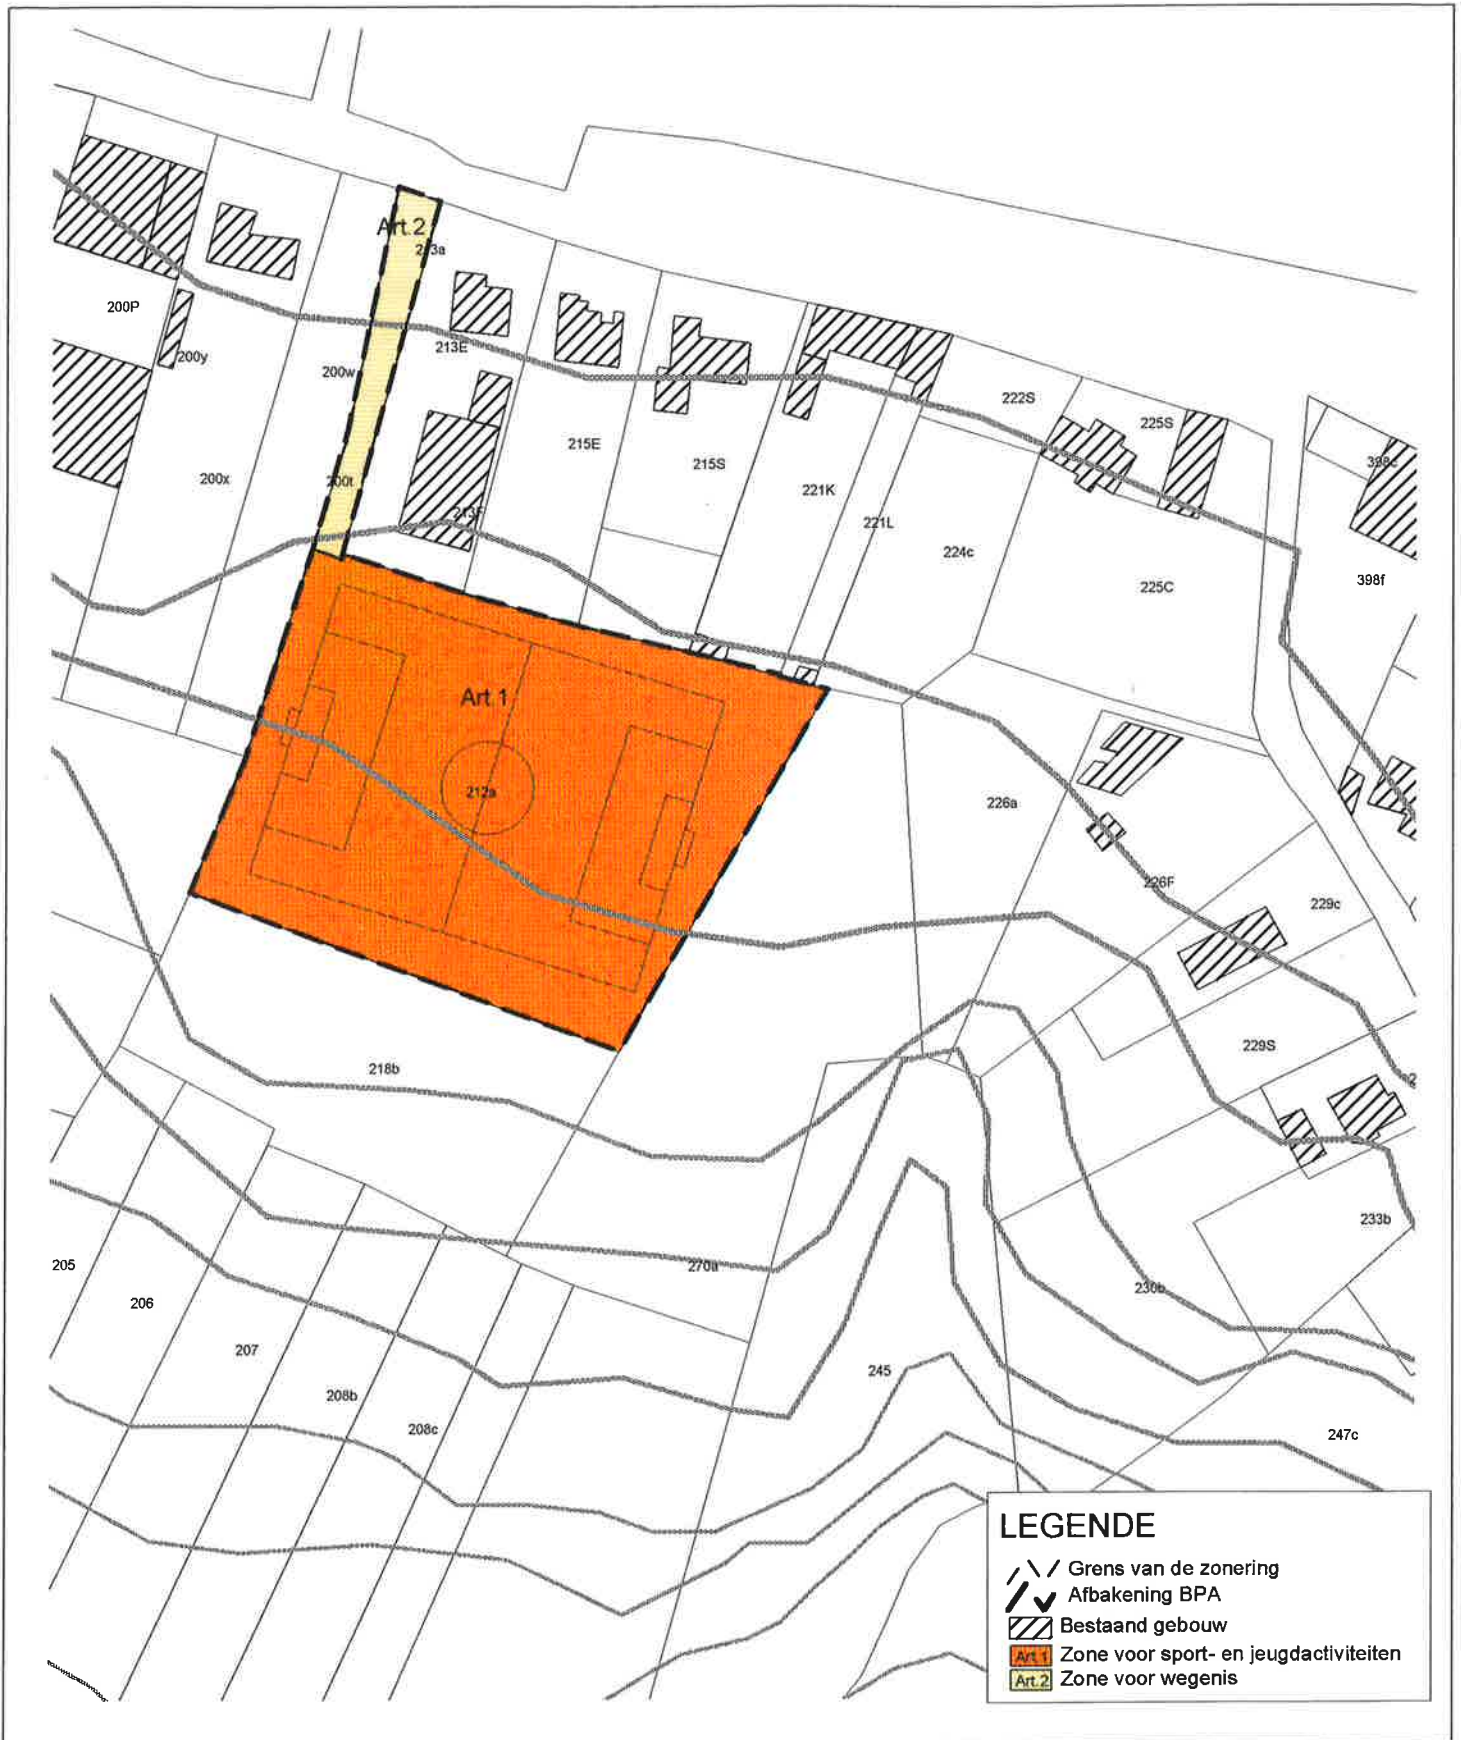 Art.2
213a
200P
200y
213E
200w
222S
225S
215E
215S
398c
200x
200t
221K
213F
221L
224c
398f
225C
Art.1
212a
226a
226F
229c
229S
218b
2
233b
205
270a
230b
206
207
245
208b
208c
247c
LEGENDE
Grens van de zonering
Afbakening BPA
Bestaand gebouw
Art.1 Zone voor sport- en jeugdactiviteiten
Art.2 Zone voor wegenis